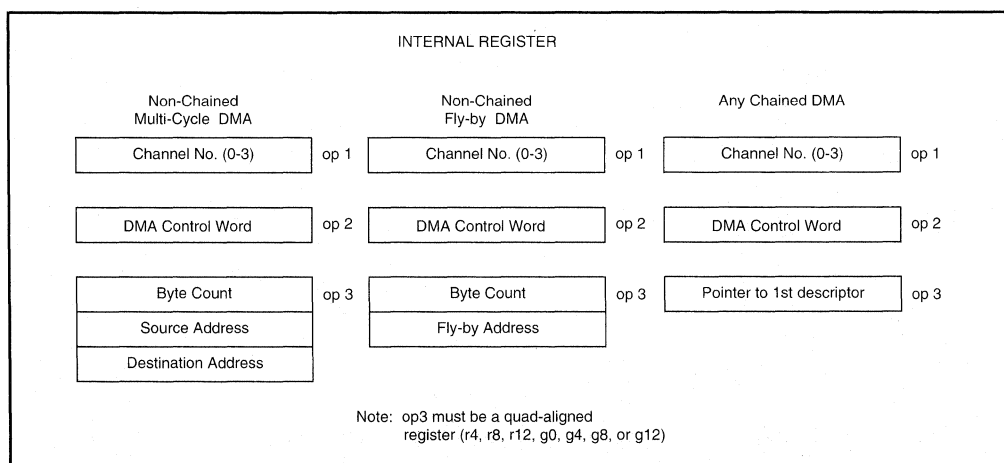 INTERNAL REGISTER
Non-Chained
Multi-Cycle DMA
Non-Chained
Fly-by DMA
Any Chained DMA
Channel No. (0-3) op 1 Channel No. (0-3) op 1 Channel No. (0-3) op 1
DMA Control Word op 2 DMA Control Word op 2 DMA Control Word op 2
Byte Count op 3 Byte Count op 3 Pointer to 1st descriptor op 3
Source Address Fly-by Address
Destination Address
Note: op3 must be a quad-aligned
register (r4, r8, r12, g0, g4, g8, or g12)